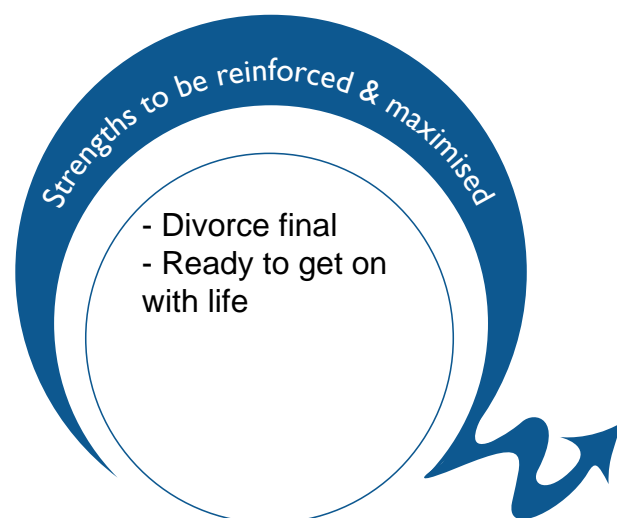 Strengths to be reinforced & maximised
- Divorce final
- Ready to get on
with life